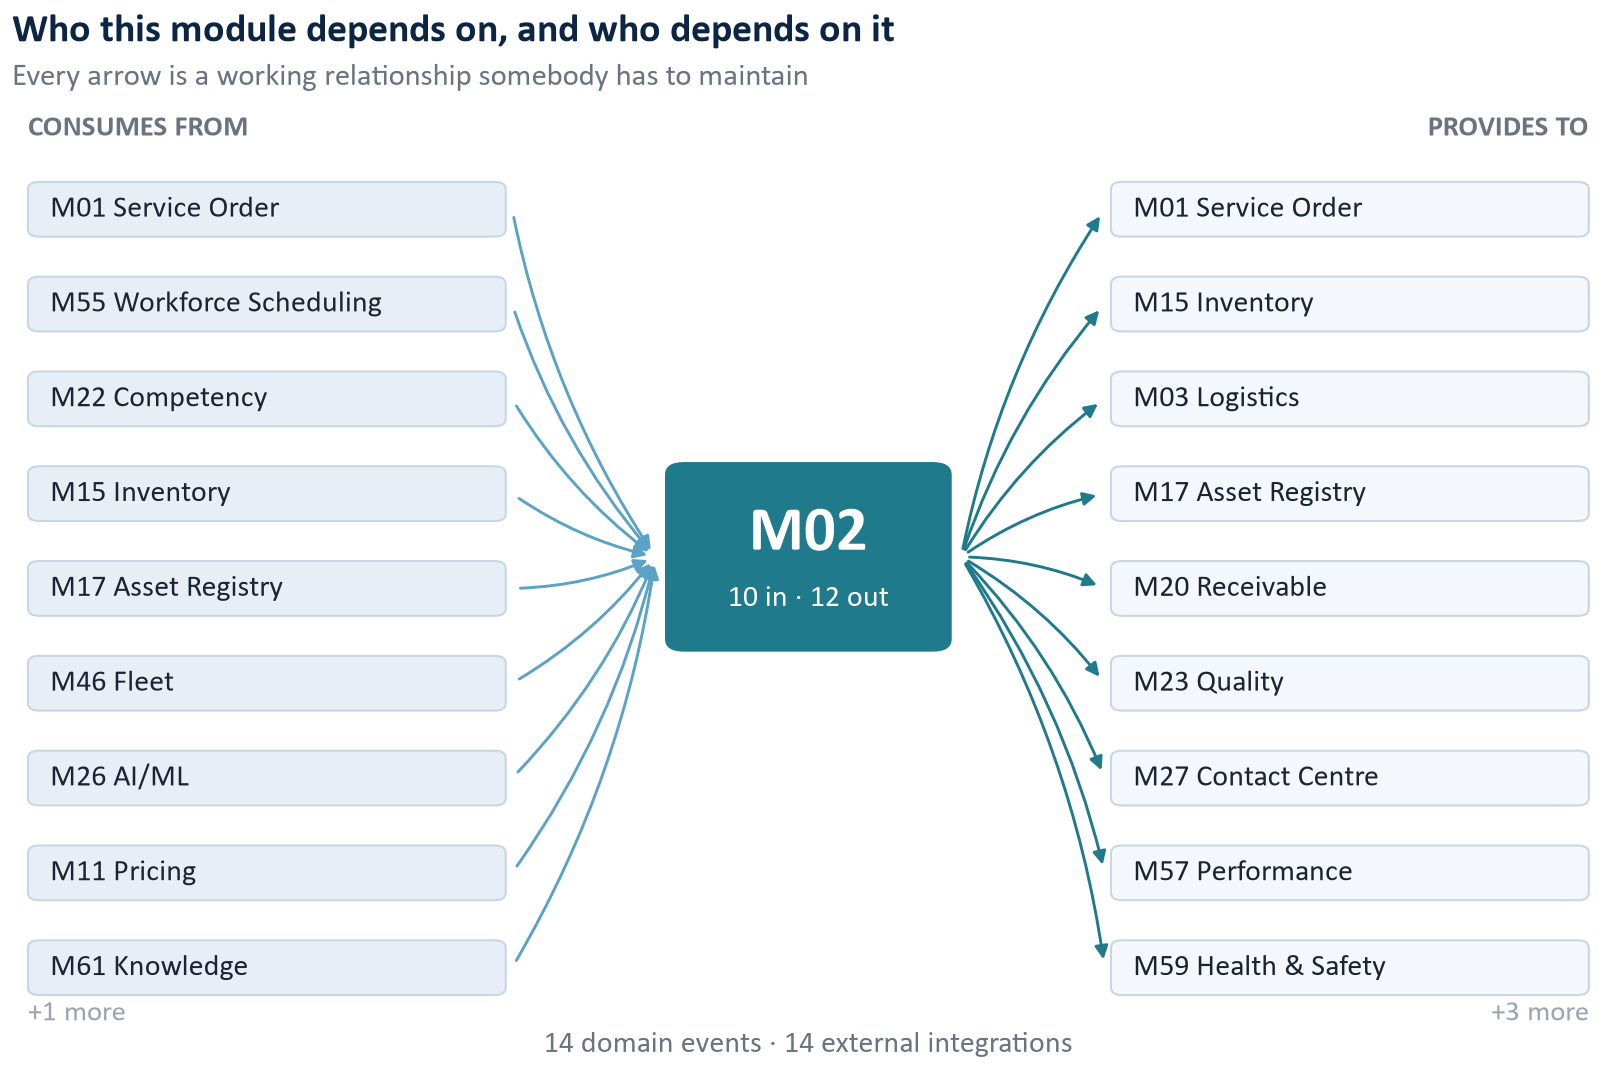 Who this module depends on, and who depends on it
Every arrow is a working relationship somebody has to maintain
CONSUMES FROM
M01 Service Order
M55 Workforce Scheduling
M22 Competency
M15 Inventory
M17 Asset Registry
M46 Fleet
M26 AI/ML
M11 Pricing
M61 Knowledge
+1 more
M02
10 in · 12 out
PROVIDES TO
M01 Service Order
M15 Inventory
M03 Logistics
M17 Asset Registry
M20 Receivable
M23 Quality
M27 Contact Centre
M57 Performance
M59 Health & Safety
+3 more
14 domain events · 14 external integrations